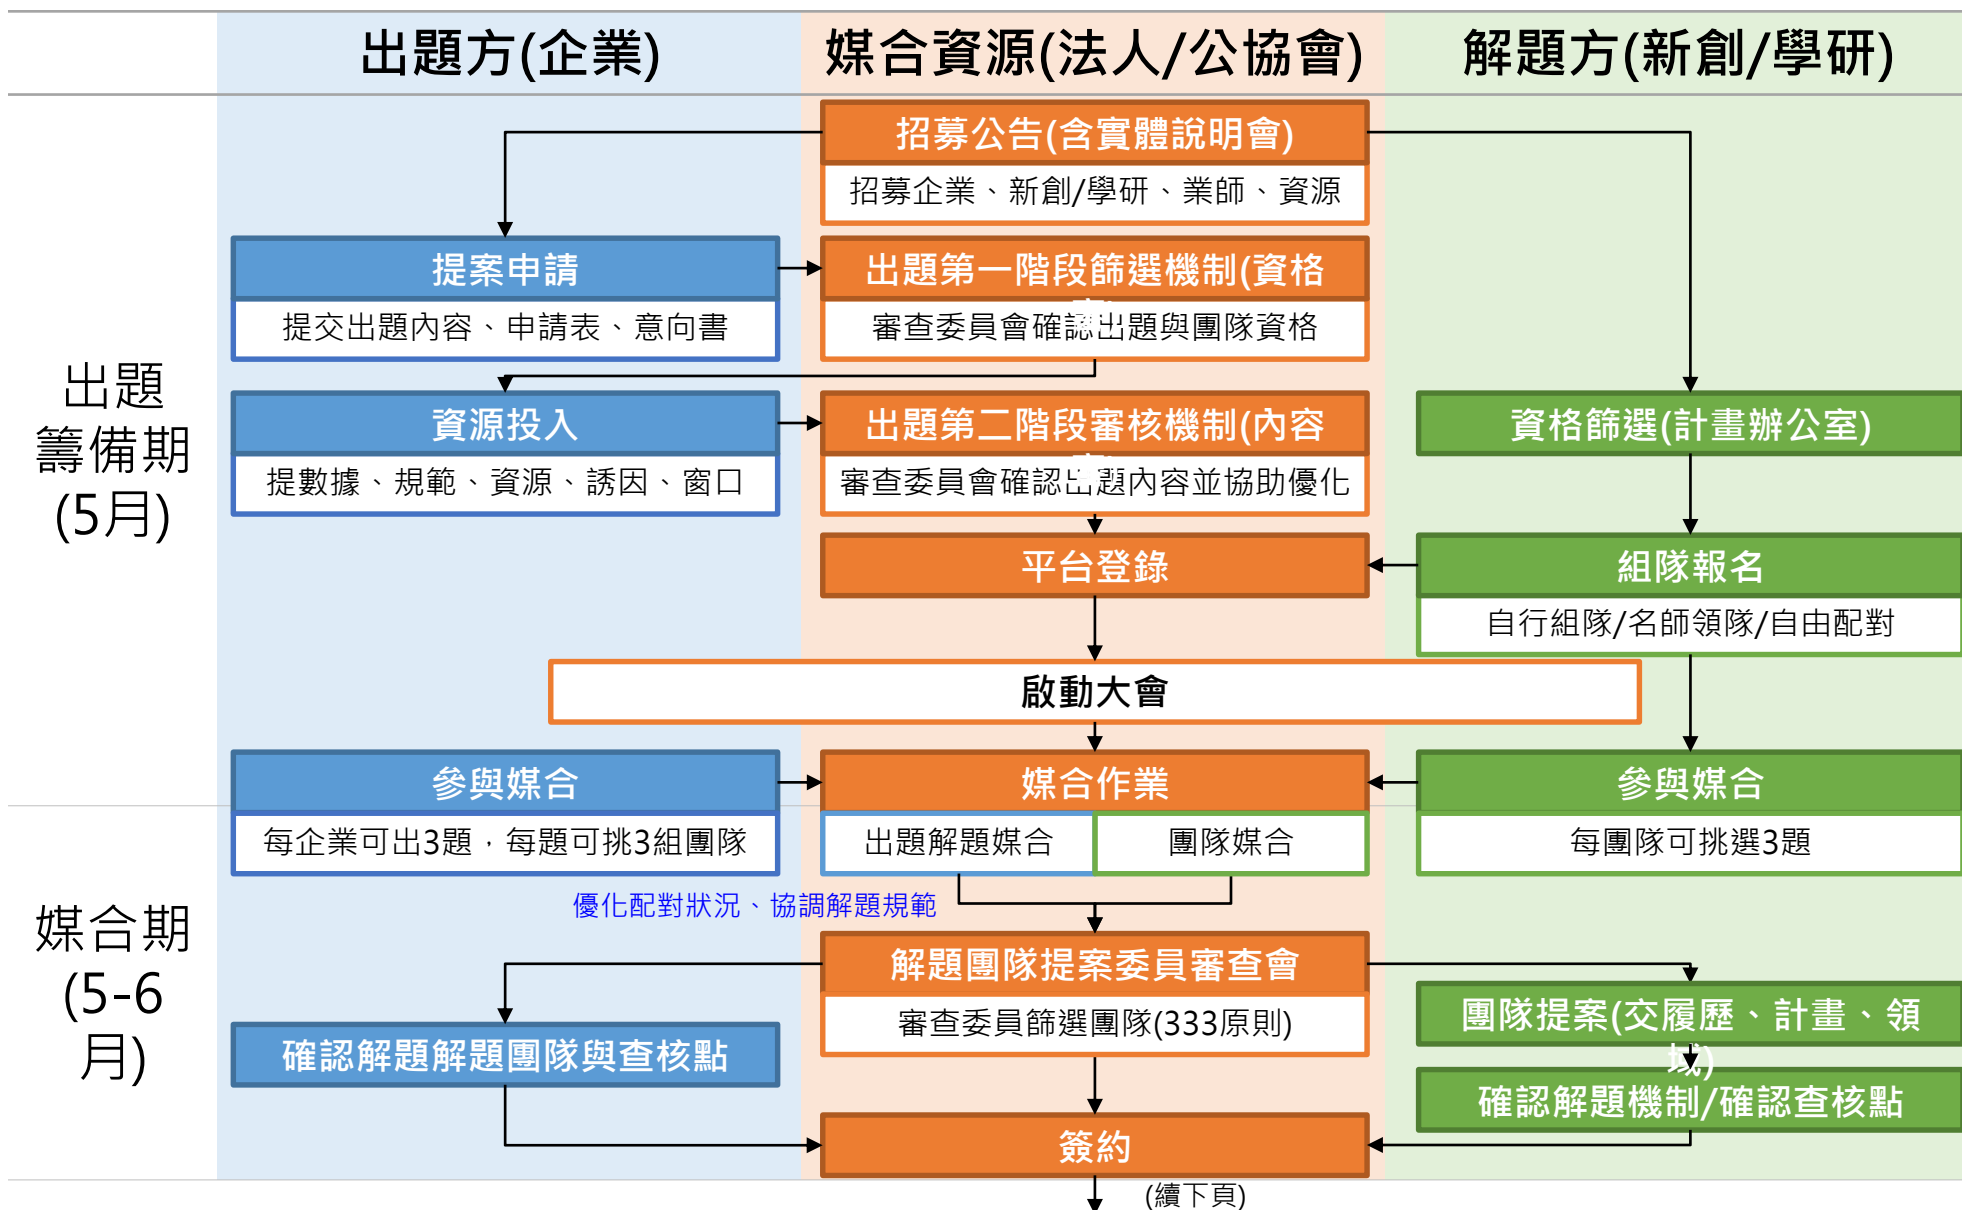 出題方(企業)
媒合資源(法人/公協會)
解題方(新創/學研)
出題
籌備期
(5月)
招募公告(含實體說明會)
招募企業、新創/學研、業師、資源
提案申請
提交出題內容、申請表、意向書
出題第一階段篩選機制(資格
審查委員會確認出題與團隊資格
資源投入
提數據、規範、資源、誘因、窗口
出題第二階段審核機制(內容
審查委員會確認出題內容並協助優化
資格篩選(計畫辦公室)
平台登錄
組隊報名
自行組隊/名師領隊/自由配對
啟動大會
參與媒合
每企業可出3題，每題可挑3組團隊
媒合作業
出題解題媒合
團隊媒合
參與媒合
每團隊可挑選3題
媒合期
(5-6
月)
優化配對狀況、協調解題規範
解題團隊提案委員審查會
審查委員篩選團隊(333原則)
確認解題解題團隊與查核點
團隊提案(交履歷、計畫、領
域)
確認解題機制/確認查核點
簽約
(續下頁)